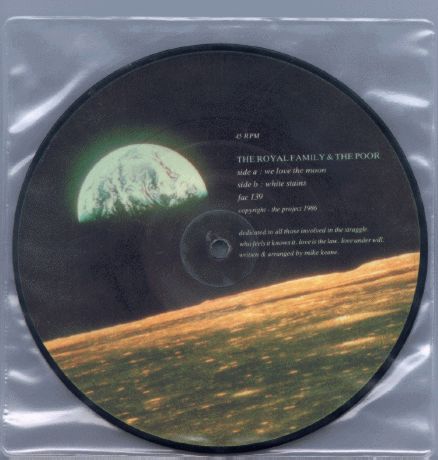 45 RPM
THE ROYAL FAMILY & THE POOR
side a : we love the moon
side b : white stains
fac 139
copyright - the project 1986
dedicated to all those involved in the struggle.
who feels it knows it. love is the law, love under will.
written & arranged by mike keane.